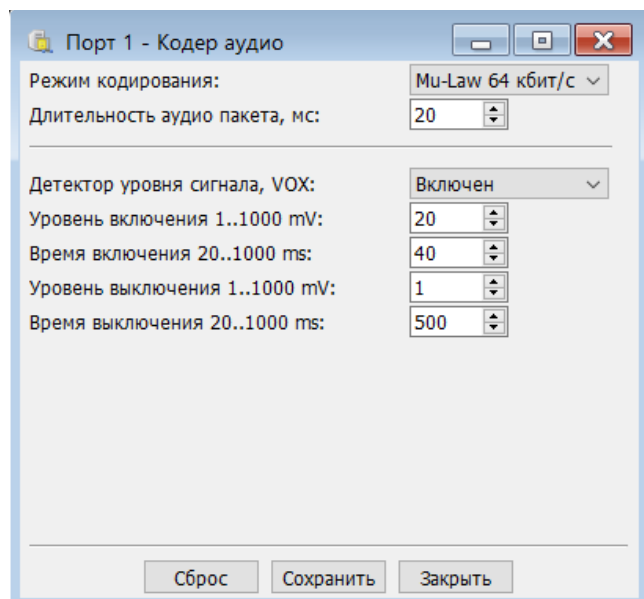 Порт 1 - Кодер аудио
Режим кодирования: Mu-Law 64 кбит/с
Длительность аудио пакета, мс: 20
Детектор уровня сигнала, VOX: Включен
Уровень включения 1..1000 mV: 20
Время включения 20..1000 ms: 40
Уровень выключения 1..1000 mV: 1
Время выключения 20..1000 ms: 500
Сброс Сохранить Закрыть